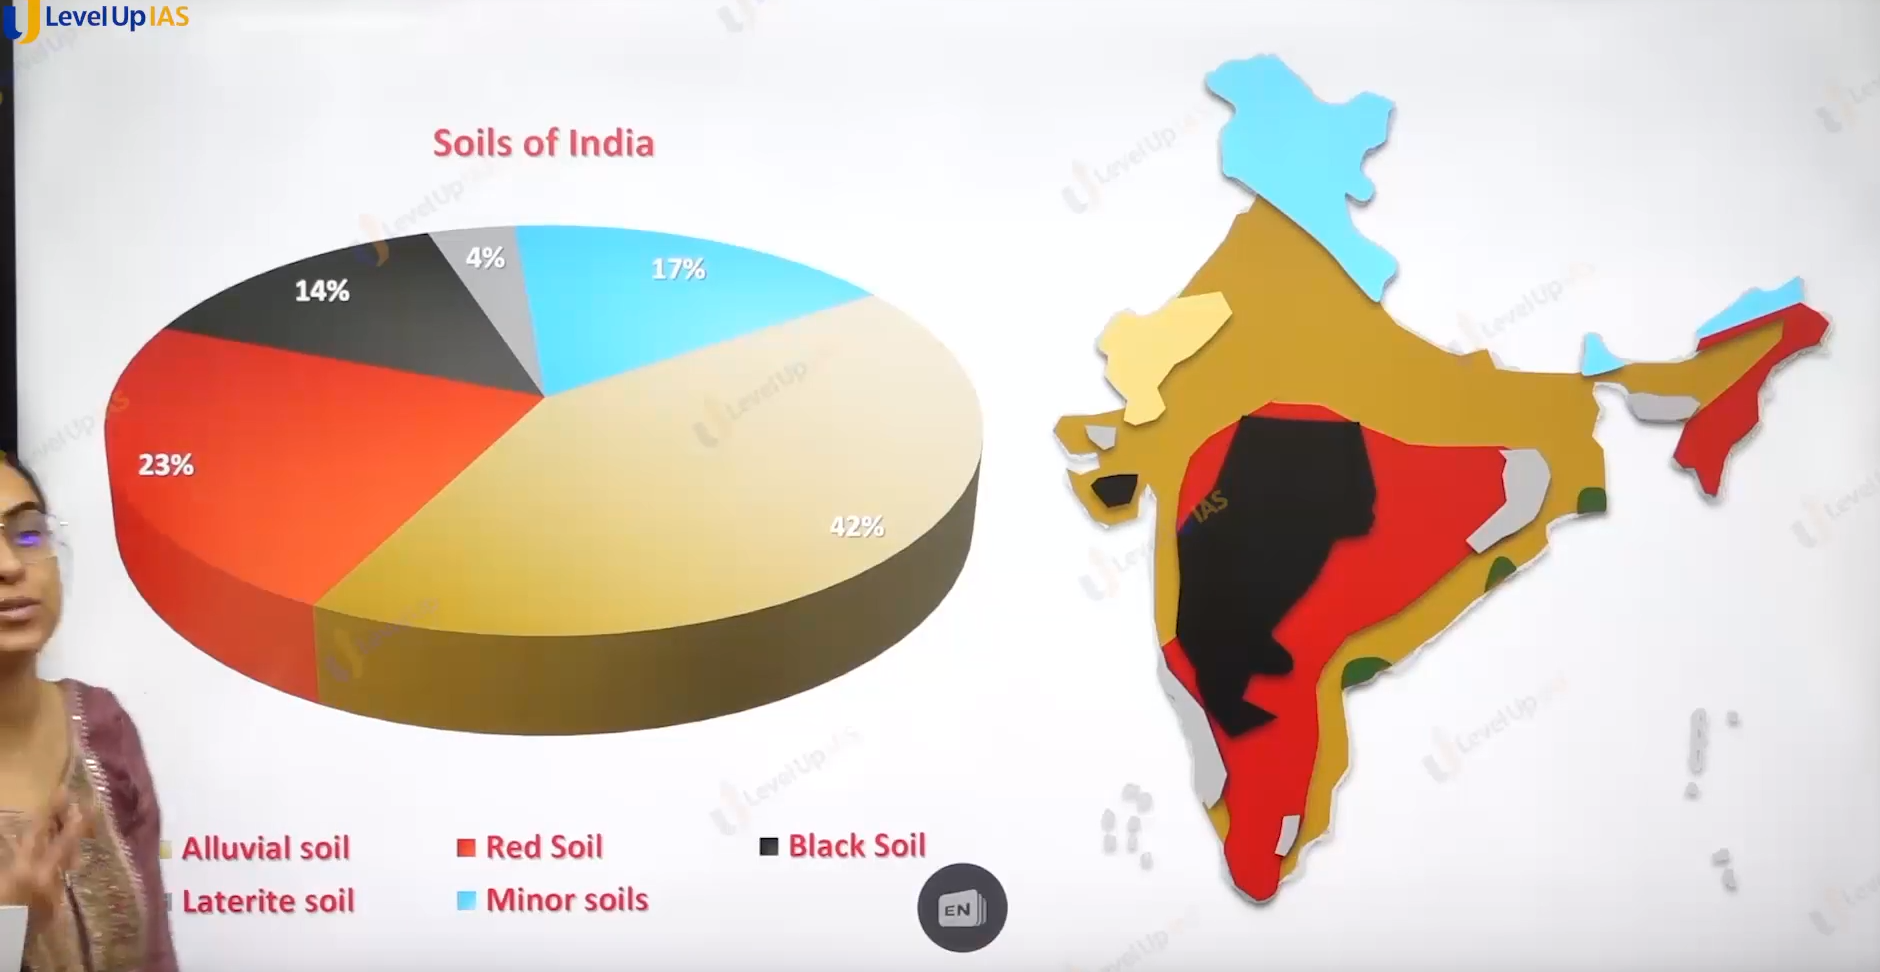 Level Up IAS
Soils of India
4%
17%
14%
23%
42%
Alluvial soil
Red Soil
Black Soil
Laterite soil
Minor soils
EN